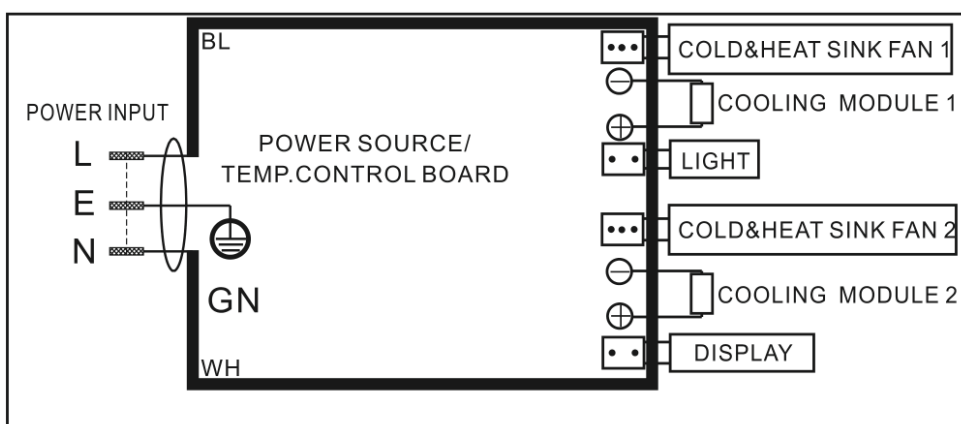 BL
POWER INPUT
L
E
N
POWER SOURCE/
TEMP.CONTROL BOARD
GN
WH
COLD&HEAT SINK FAN 1
COOLING MODULE 1
LIGHT
COLD&HEAT SINK FAN 2
COOLING MODULE 2
DISPLAY